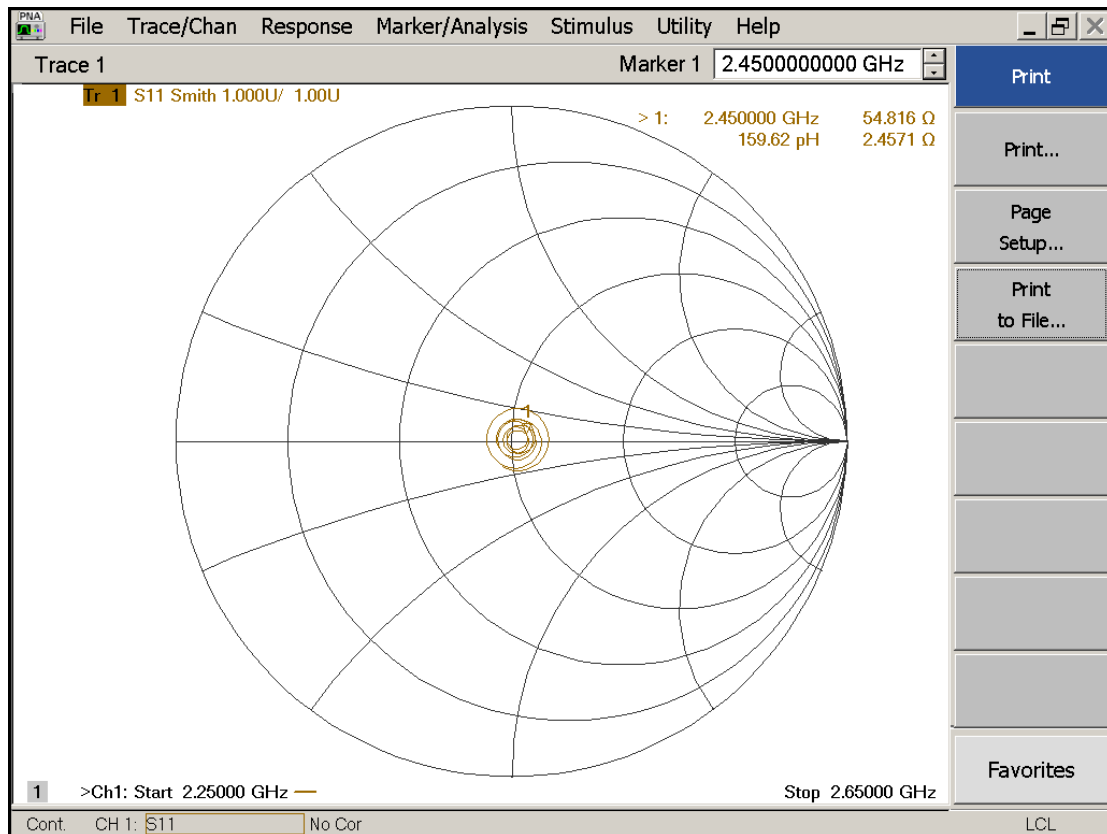 PNA File Trace/Chan Response Marker/Analysis Stimulus Utility Help
Trace 1 Marker 1 2.4500000000 GHz
Tr 1 S11 Smith 1.000U/ 1.00U
> 1: 2.450000 GHz 54.816 Ω
159.62 pH 2.4571 Ω
1
1 >Ch1: Start 2.25000 GHz Stop 2.65000 GHz
Cont. CH 1: S11 No Cor LCL
Print
Print...
Page
Setup...
Print
to File...
Favorites